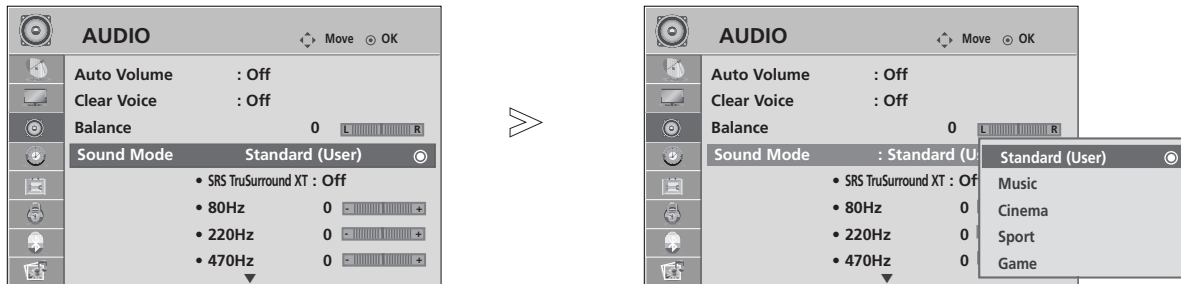 AUDIO
Move OK
Auto Volume : Off
Clear Voice : Off
Balance 0 L R
Sound Mode Standard (User)
• SRS TruSurround XT : Off
• 80Hz 0 - +
• 220Hz 0 - +
• 470Hz 0 - +
AUDIO
Move OK
Auto Volume : Off
Clear Voice : Off
Balance 0 L R
Sound Mode : Standard (U
• SRS TruSurround XT : Of
• 80Hz 0
• 220Hz 0
• 470Hz 0
Standard (User)
Music
Cinema
Sport
Game